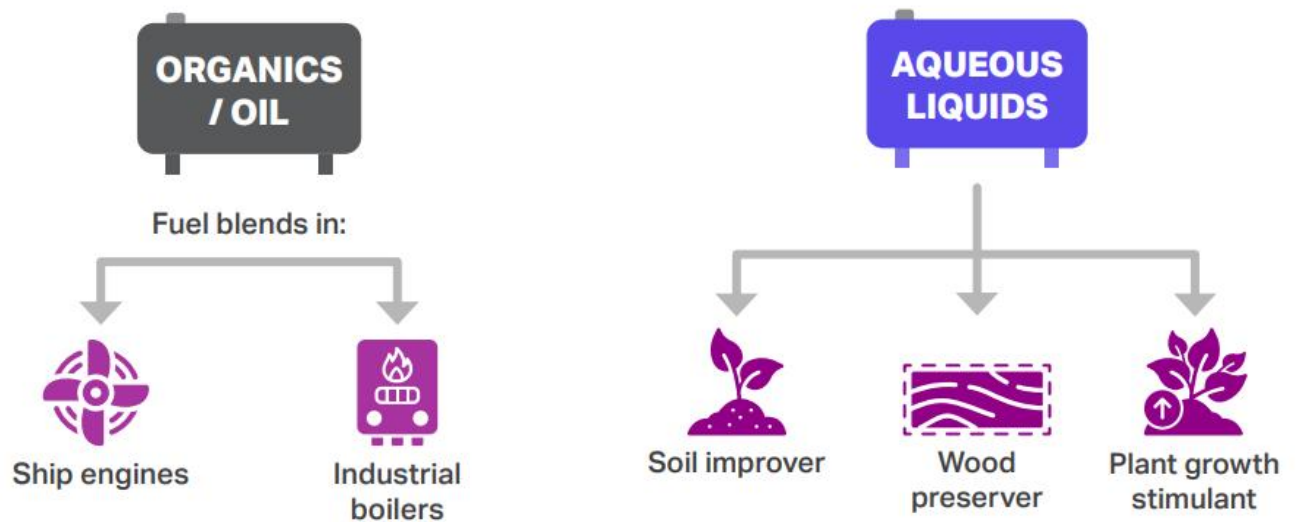 ORGANICS
/ OIL
Fuel blends in:
Ship engines
Industrial
boilers
AQUEOUS
LIQUIDS
Soil improver
Wood
preserver
Plant growth
stimulant